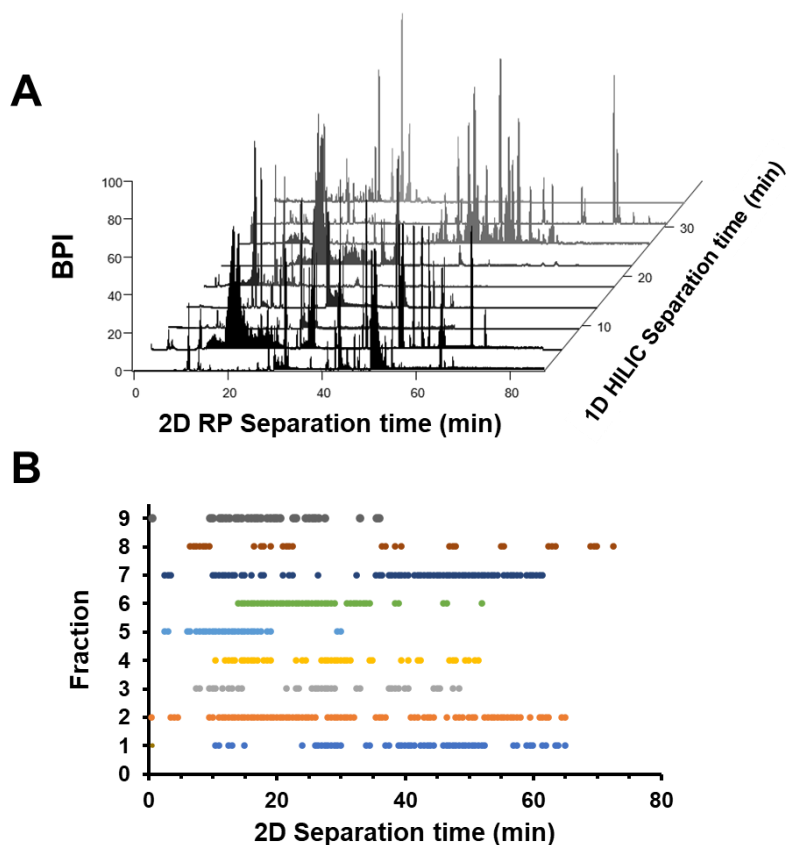 A
BPI
100
80
60
40
20
0
0 20 40 60 80
10
20
30
2D RP Separation time (min)
1D HILIC Separation time (min)
B
Fraction
9
8
7
6
5
4
3
2
1
0
0 20 40 60 80
2D Separation time (min)